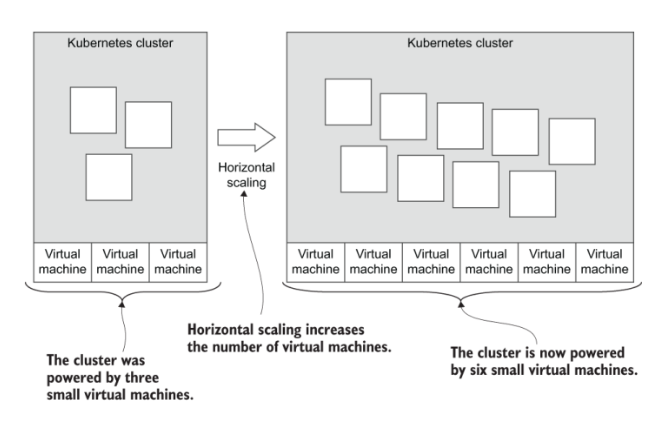 Kubernetes cluster
Kubernetes cluster
Horizontal
scaling
Virtual
machine
Virtual
machine
Virtual
machine
Virtual
machine
Virtual
machine
Virtual
machine
Virtual
machine
Virtual
machine
Virtual
machine
Horizontal scaling increases
the number of virtual machines.
The cluster was
powered by three
small virtual machines.
The cluster is now powered
by six small virtual machines.